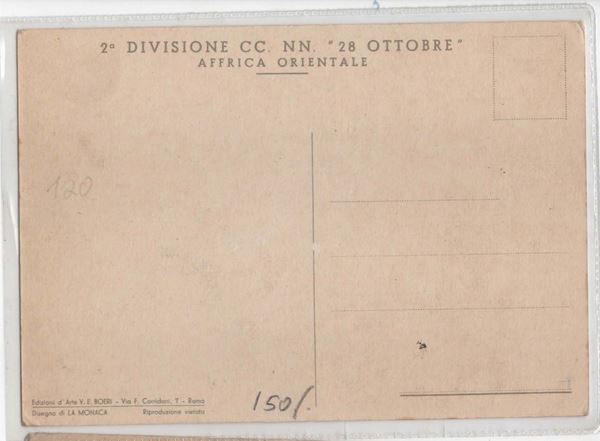 2ª DIVISIONE CC. NN. "28 OTTOBRE"
AFFRICA ORIENTALE
120
Edizioni d'Arte V. E. BOERI - Via F. Corridoni, 7 - Roma
Disegno di LA MONACA Riproduzione vietata
150/.